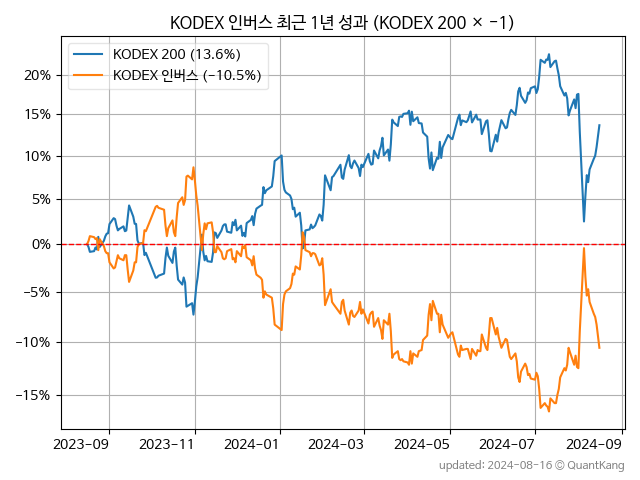 KODEX 인버스 최근 1년 성과 (KODEX 200 × -1)
KODEX 200 (13.6%)
KODEX 인버스 (-10.5%)
20%
15%
10%
5%
0%
-5%
-10%
-15%
2023-09 2023-11 2024-01 2024-03 2024-05 2024-07 2024-09
updated: 2024-08-16 © QuantKang